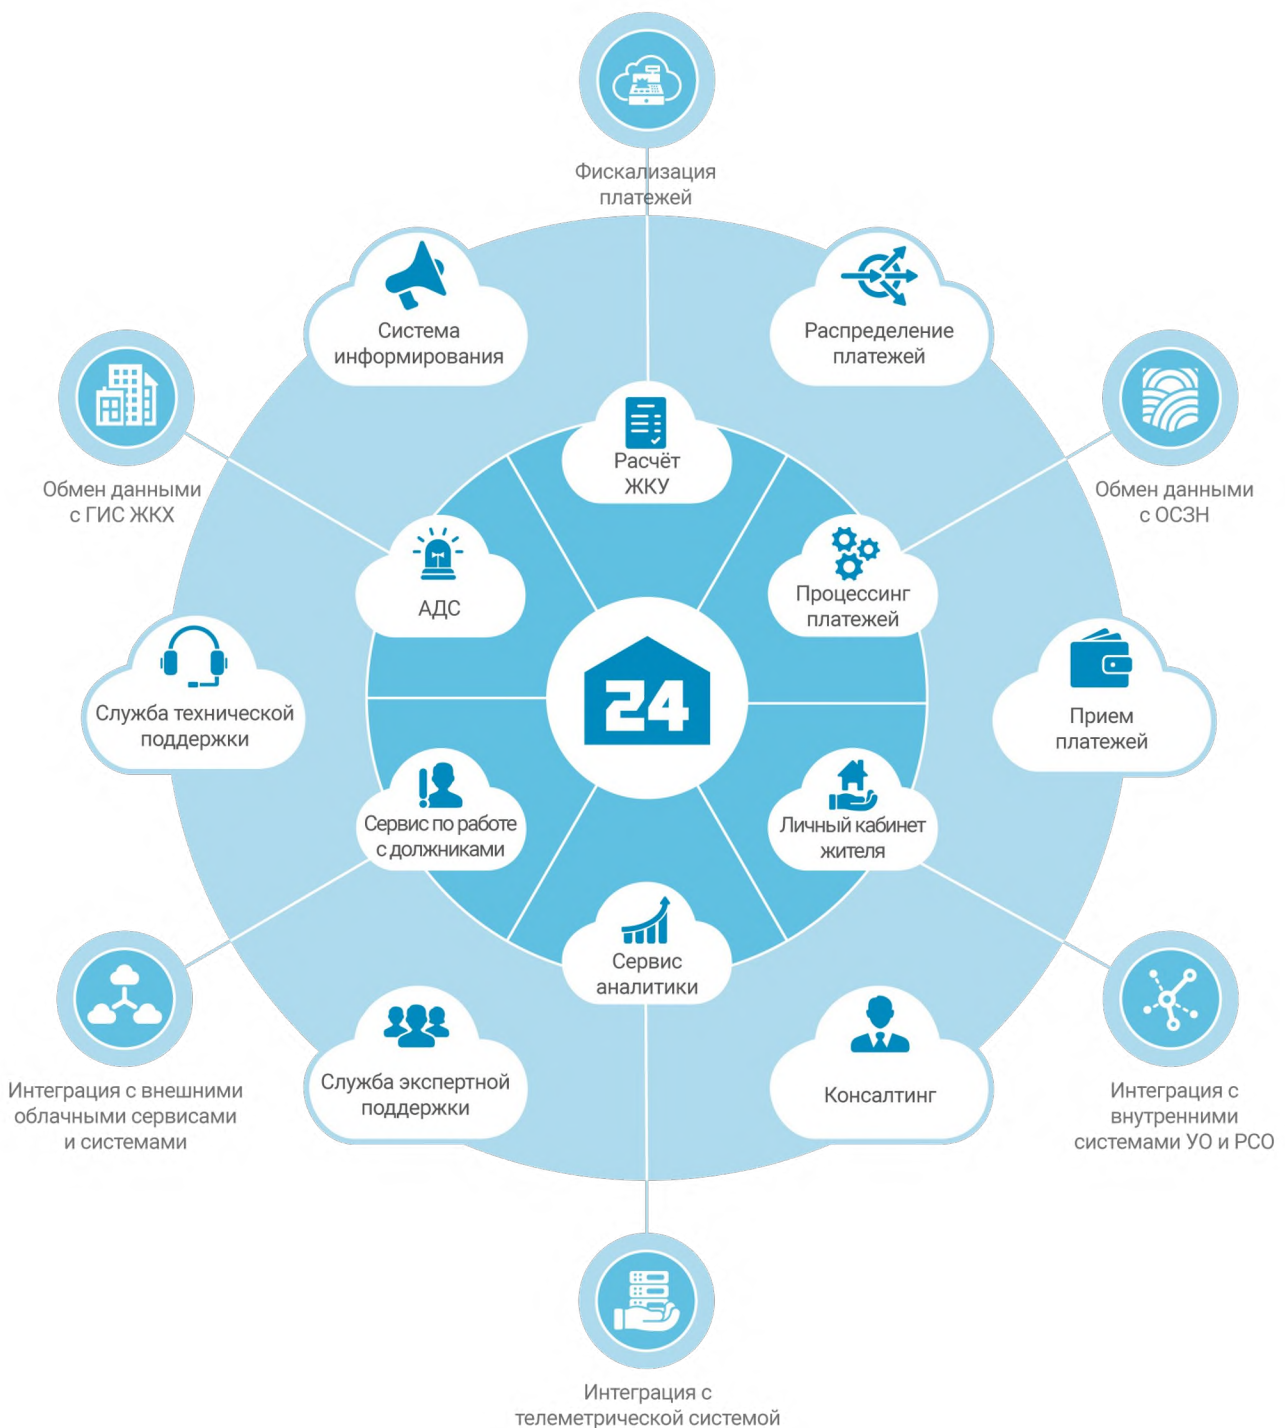 Фискализация
платежей
Система
информирования
Распределение
платежей
Расчёт
ЖКУ
Обмен данными
с ГИС ЖКХ
Обмен данными
с ОСЗН
АДС
Процессинг
платежей
24
Служба технической
поддержки
Прием
платежей
Сервис по работе
с должниками
Личный кабинет
жителя
Сервис
аналитики
Служба экспертной
поддержки
Консалтинг
Интеграция с внешними
облачными сервисами
и системами
Интеграция с
внутренними
системами УО и РСО
Интеграция с
телеметрической системой